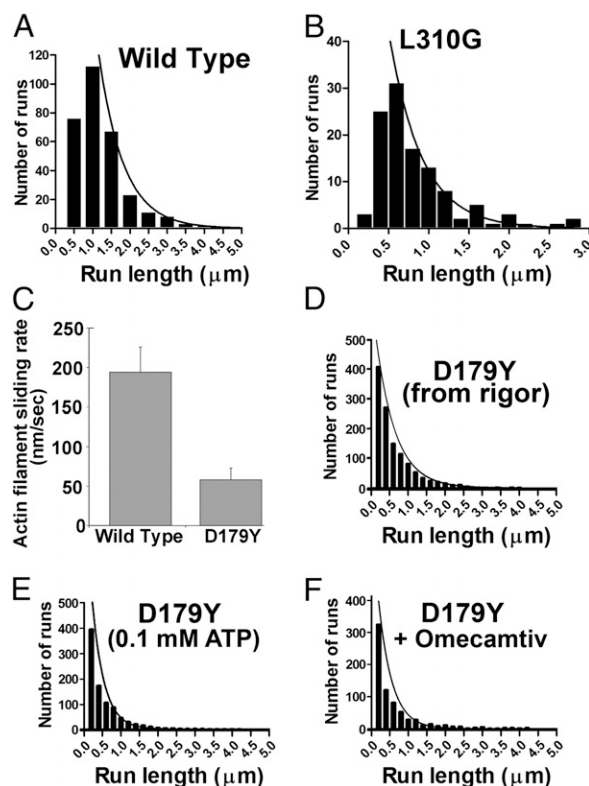 A
Wild Type
Number of runs
120
100
80
60
40
20
0
0.0 0.5 1.0 1.5 2.0 2.5 3.0 3.5 4.0 4.5 5.0
Run length (μm)
B
L310G
Number of runs
40
30
20
10
0
0.0 0.5 1.0 1.5 2.0 2.5 3.0
Run length (μm)
C
Actin filament sliding rate
(nm/sec)
250
200
150
100
50
0
Wild Type D179Y
D
D179Y
(from rigor)
Number of runs
500
400
300
200
100
0
0.0 0.5 1.0 1.5 2.0 2.5 3.0 3.5 4.0 4.5 5.0
Run length (μm)
E
D179Y
(0.1 mM ATP)
Number of runs
500
400
300
200
100
0
0.0 0.5 1.0 1.5 2.0 2.5 3.0 3.5 4.0 4.5 5.0
Run length (μm)
F
D179Y
+ Omecamtiv
Number of runs
400
300
200
100
0
0.0 0.5 1.0 1.5 2.0 2.5 3.0 3.5 4.0 4.5 5.0
Run length (μm)